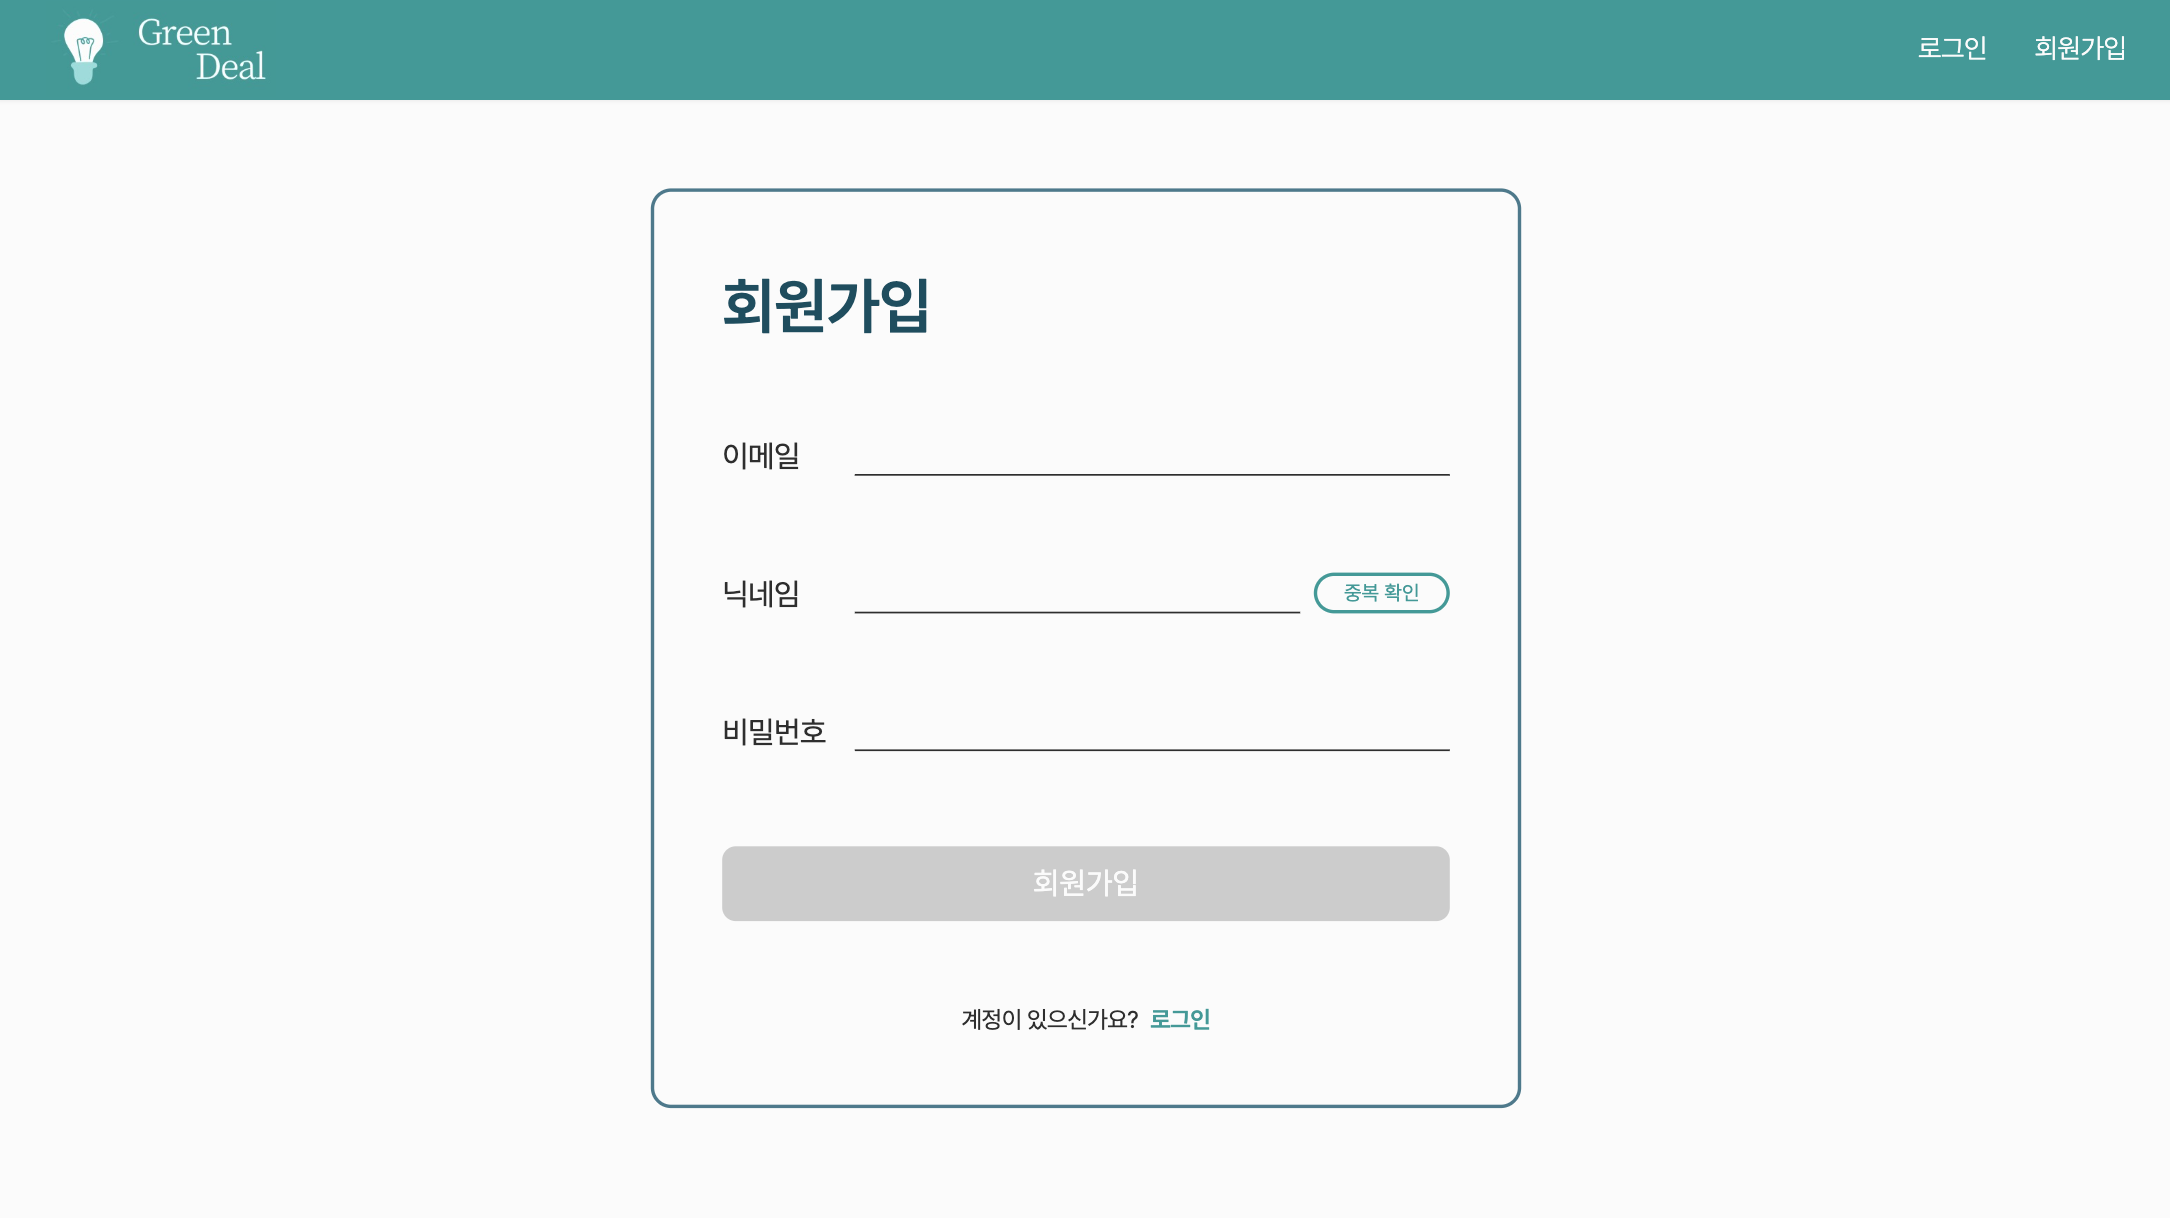 Green
Deal
로그인 회원가입
회원가입
이메일
닉네임 중복 확인
비밀번호
회원가입
계정이 있으신가요? 로그인